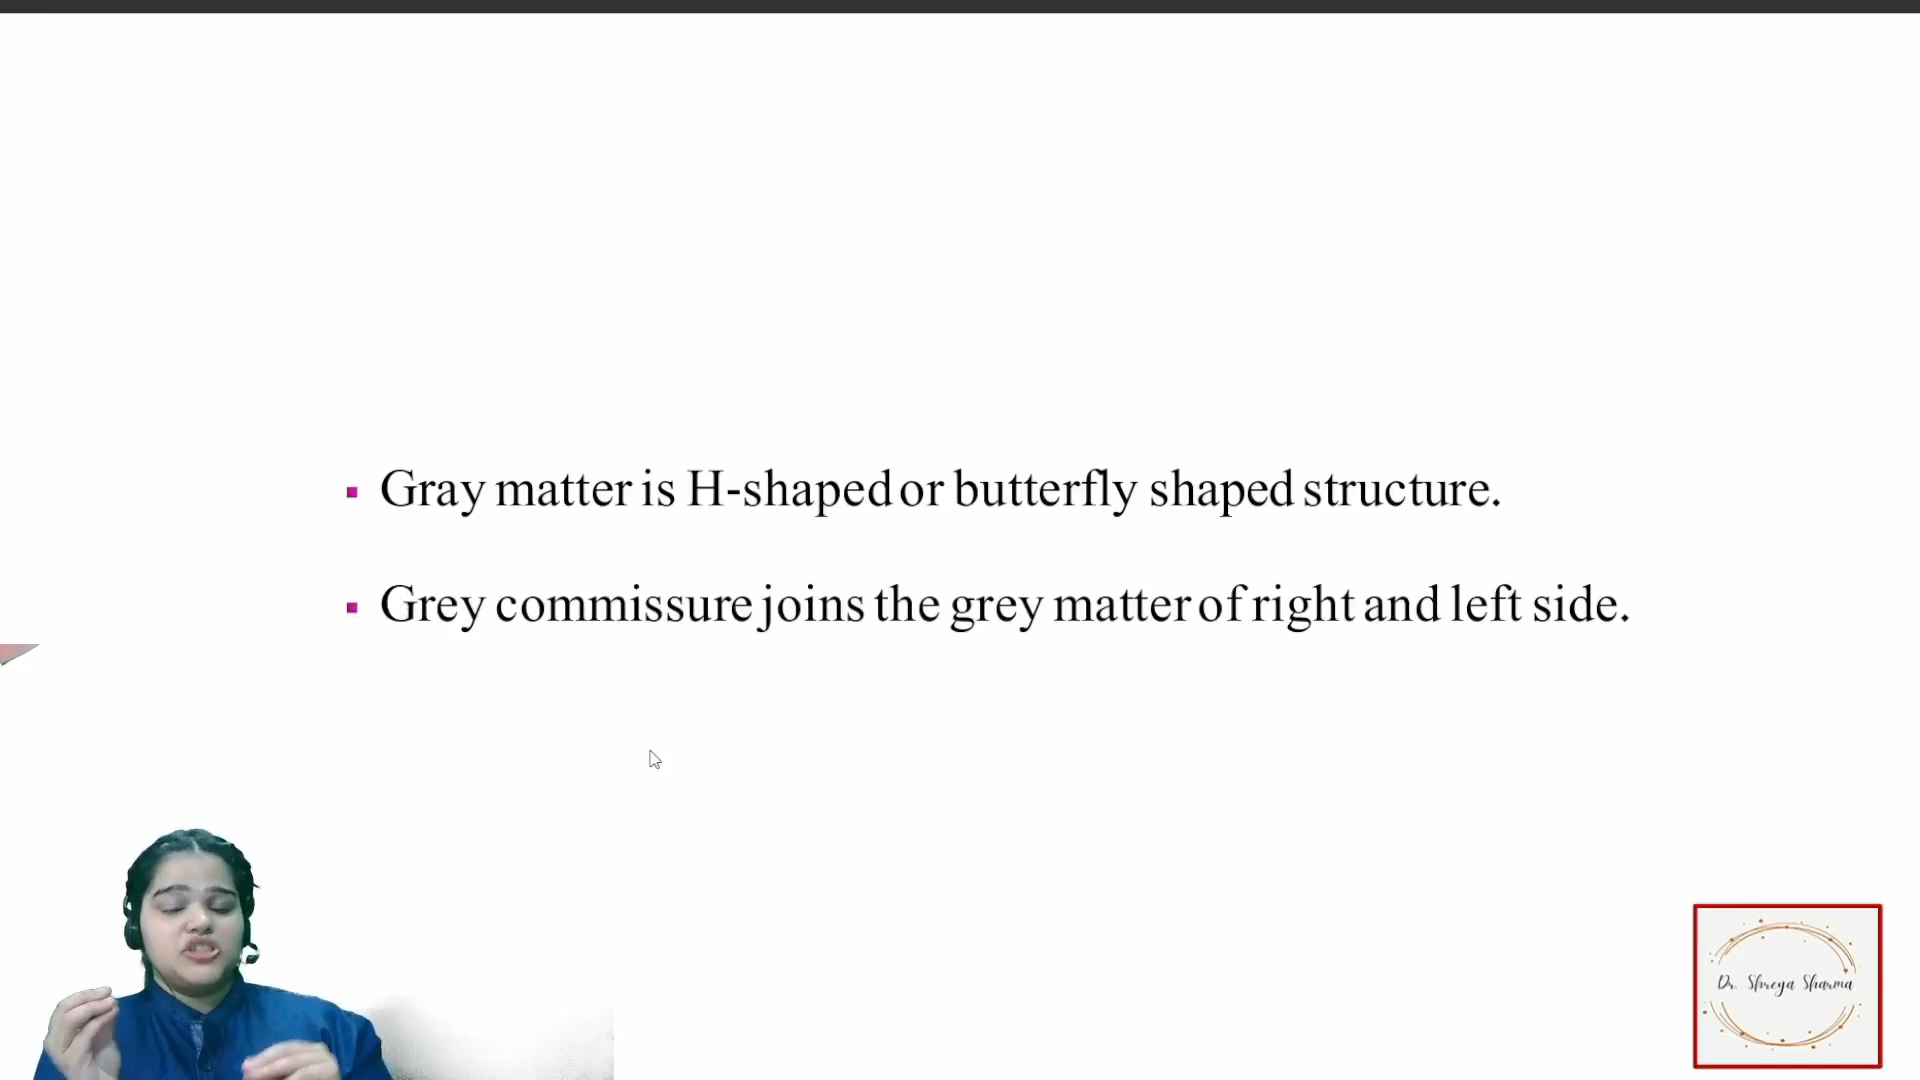 Gray matter is H-shaped or butterfly shaped structure.
Grey commissure joins the grey matter of right and left side.
Dr. Shreya Sharma